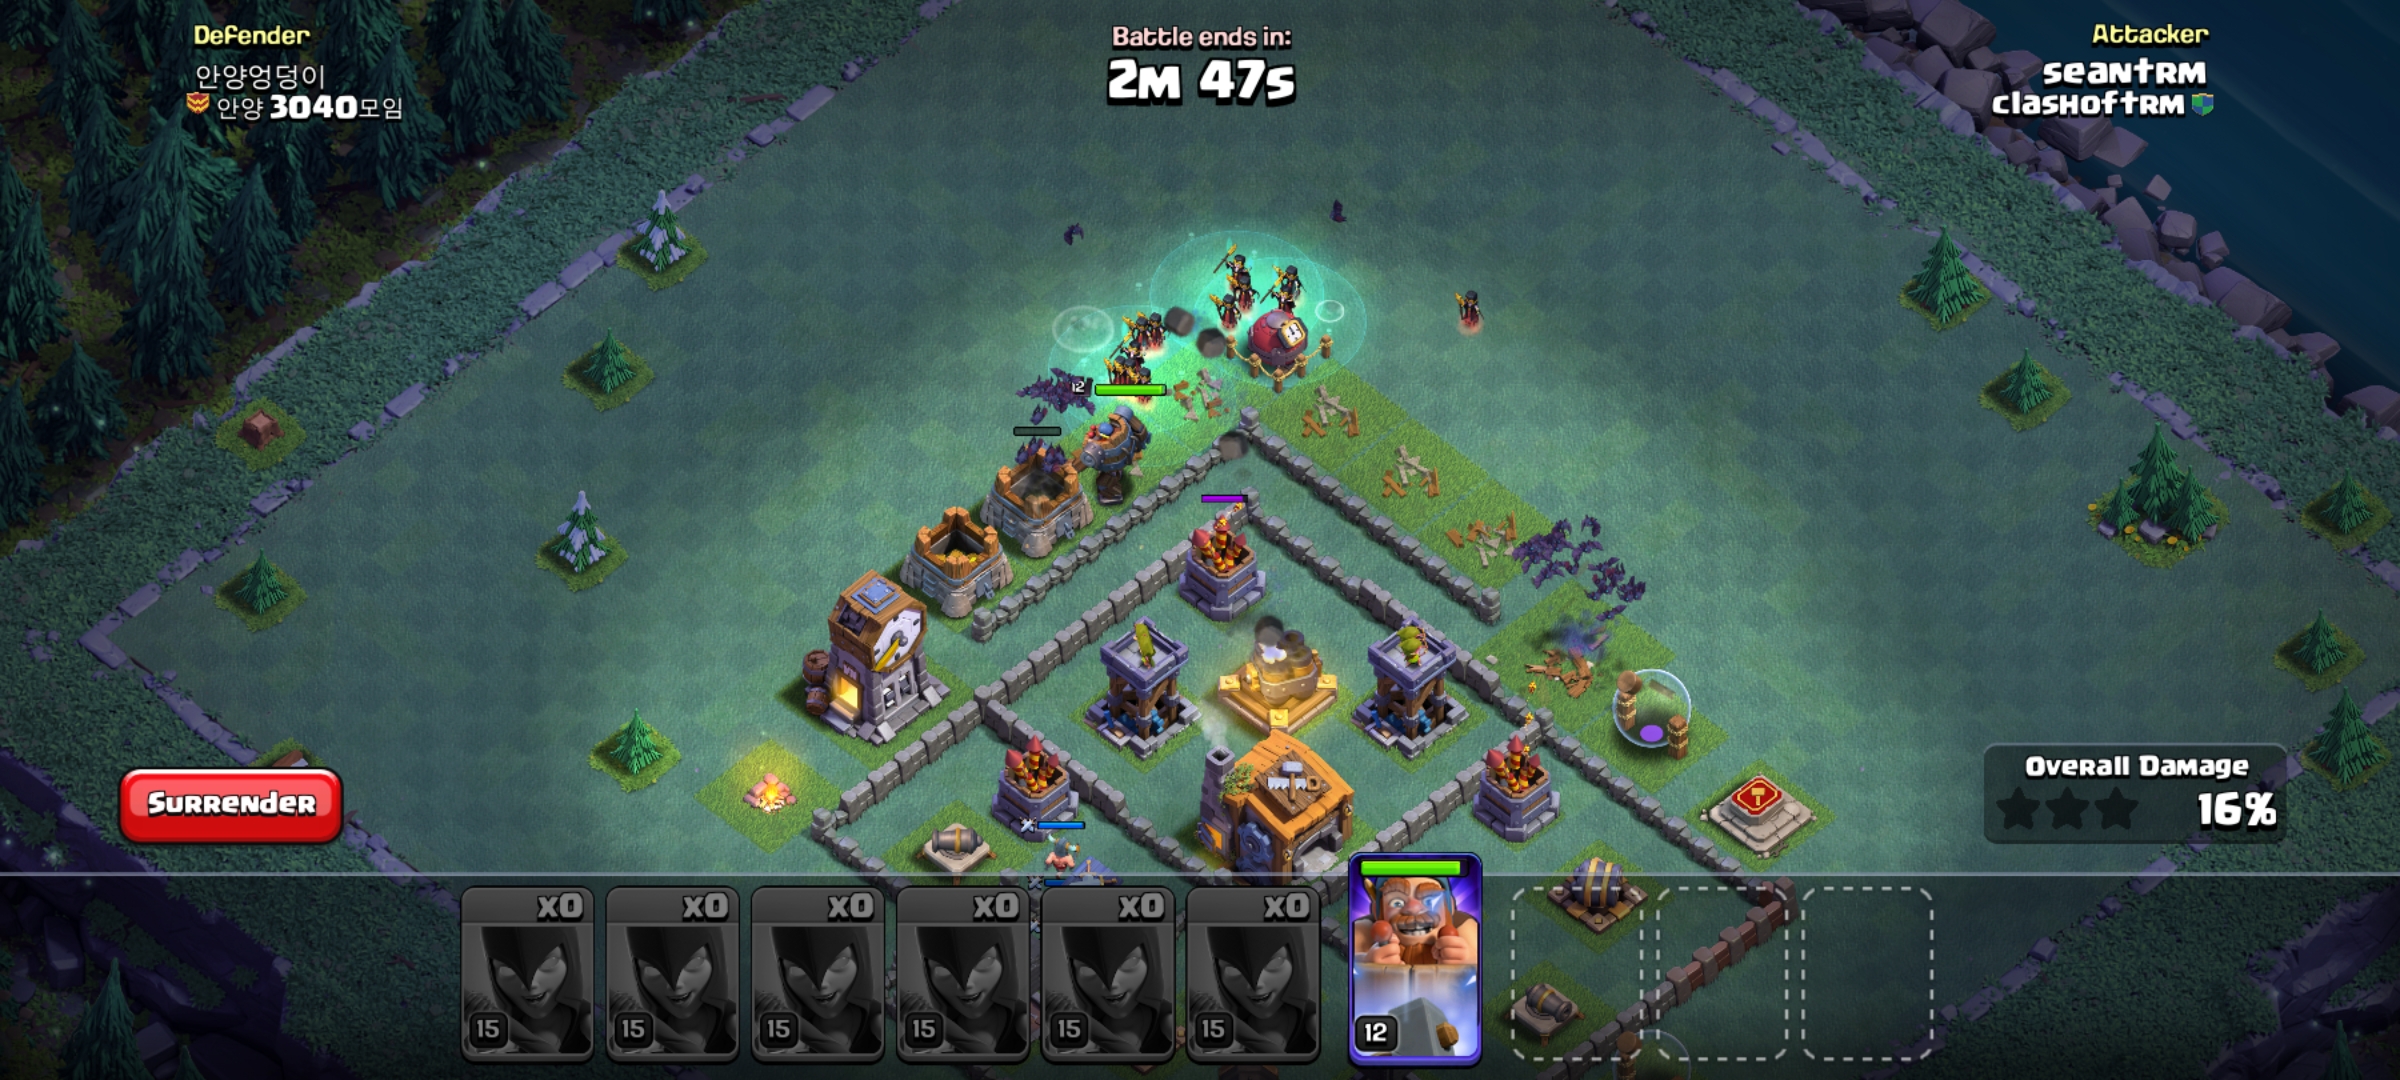 Defender
안양엉덩이
안양 3040모임
Battle ends in:
2M 47s
Attacker
seantRM
clashoftRM
12
Surrender
Overall Damage
16%
x0
x0
x0
x0
x0
x0
15
15
15
15
15
15
12